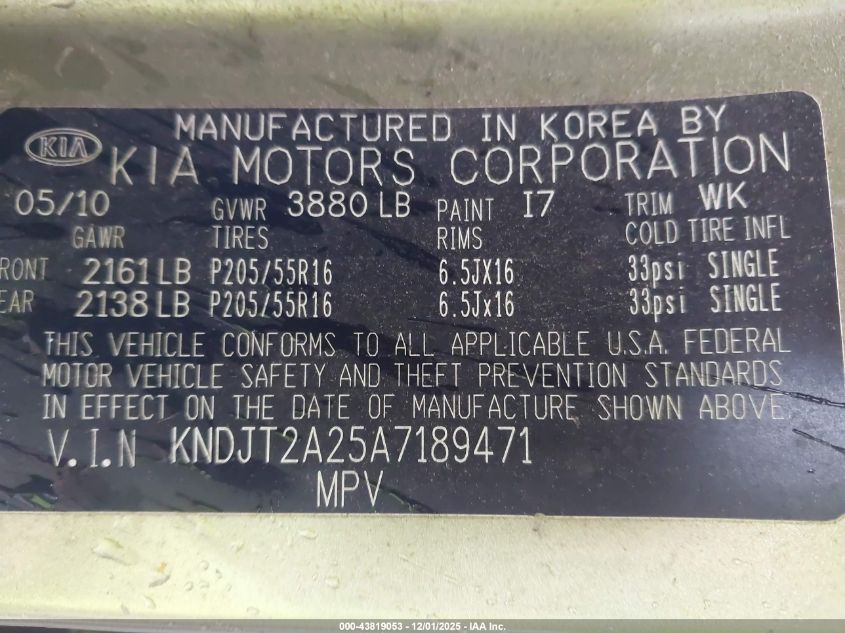 MANUFACTURED IN KOREA BY
KIA KIA MOTORS CORPORATION
05/10 GVWR 3880 LB PAINT I7 TRIM WK
GAWR TIRES RIMS COLD TIRE INFL
RONT 2161 LB P205/55R16 6.5JX16 33psi SINGLE
EAR 2138 LB P205/55R16 6.5Jx16 33psi SINGLE
THIS VEHICLE CONFORMS TO ALL APPLICABLE U.S.A. FEDERAL
MOTOR VEHICLE SAFETY AND THEFT PREVENTION STANDARDS
IN EFFECT ON THE DATE OF MANUFACTURE SHOWN ABOVE.
V.I.N KNDJT2A25A7189471
MPV
000-43819053 - 12/01/2025 - IAA Inc.